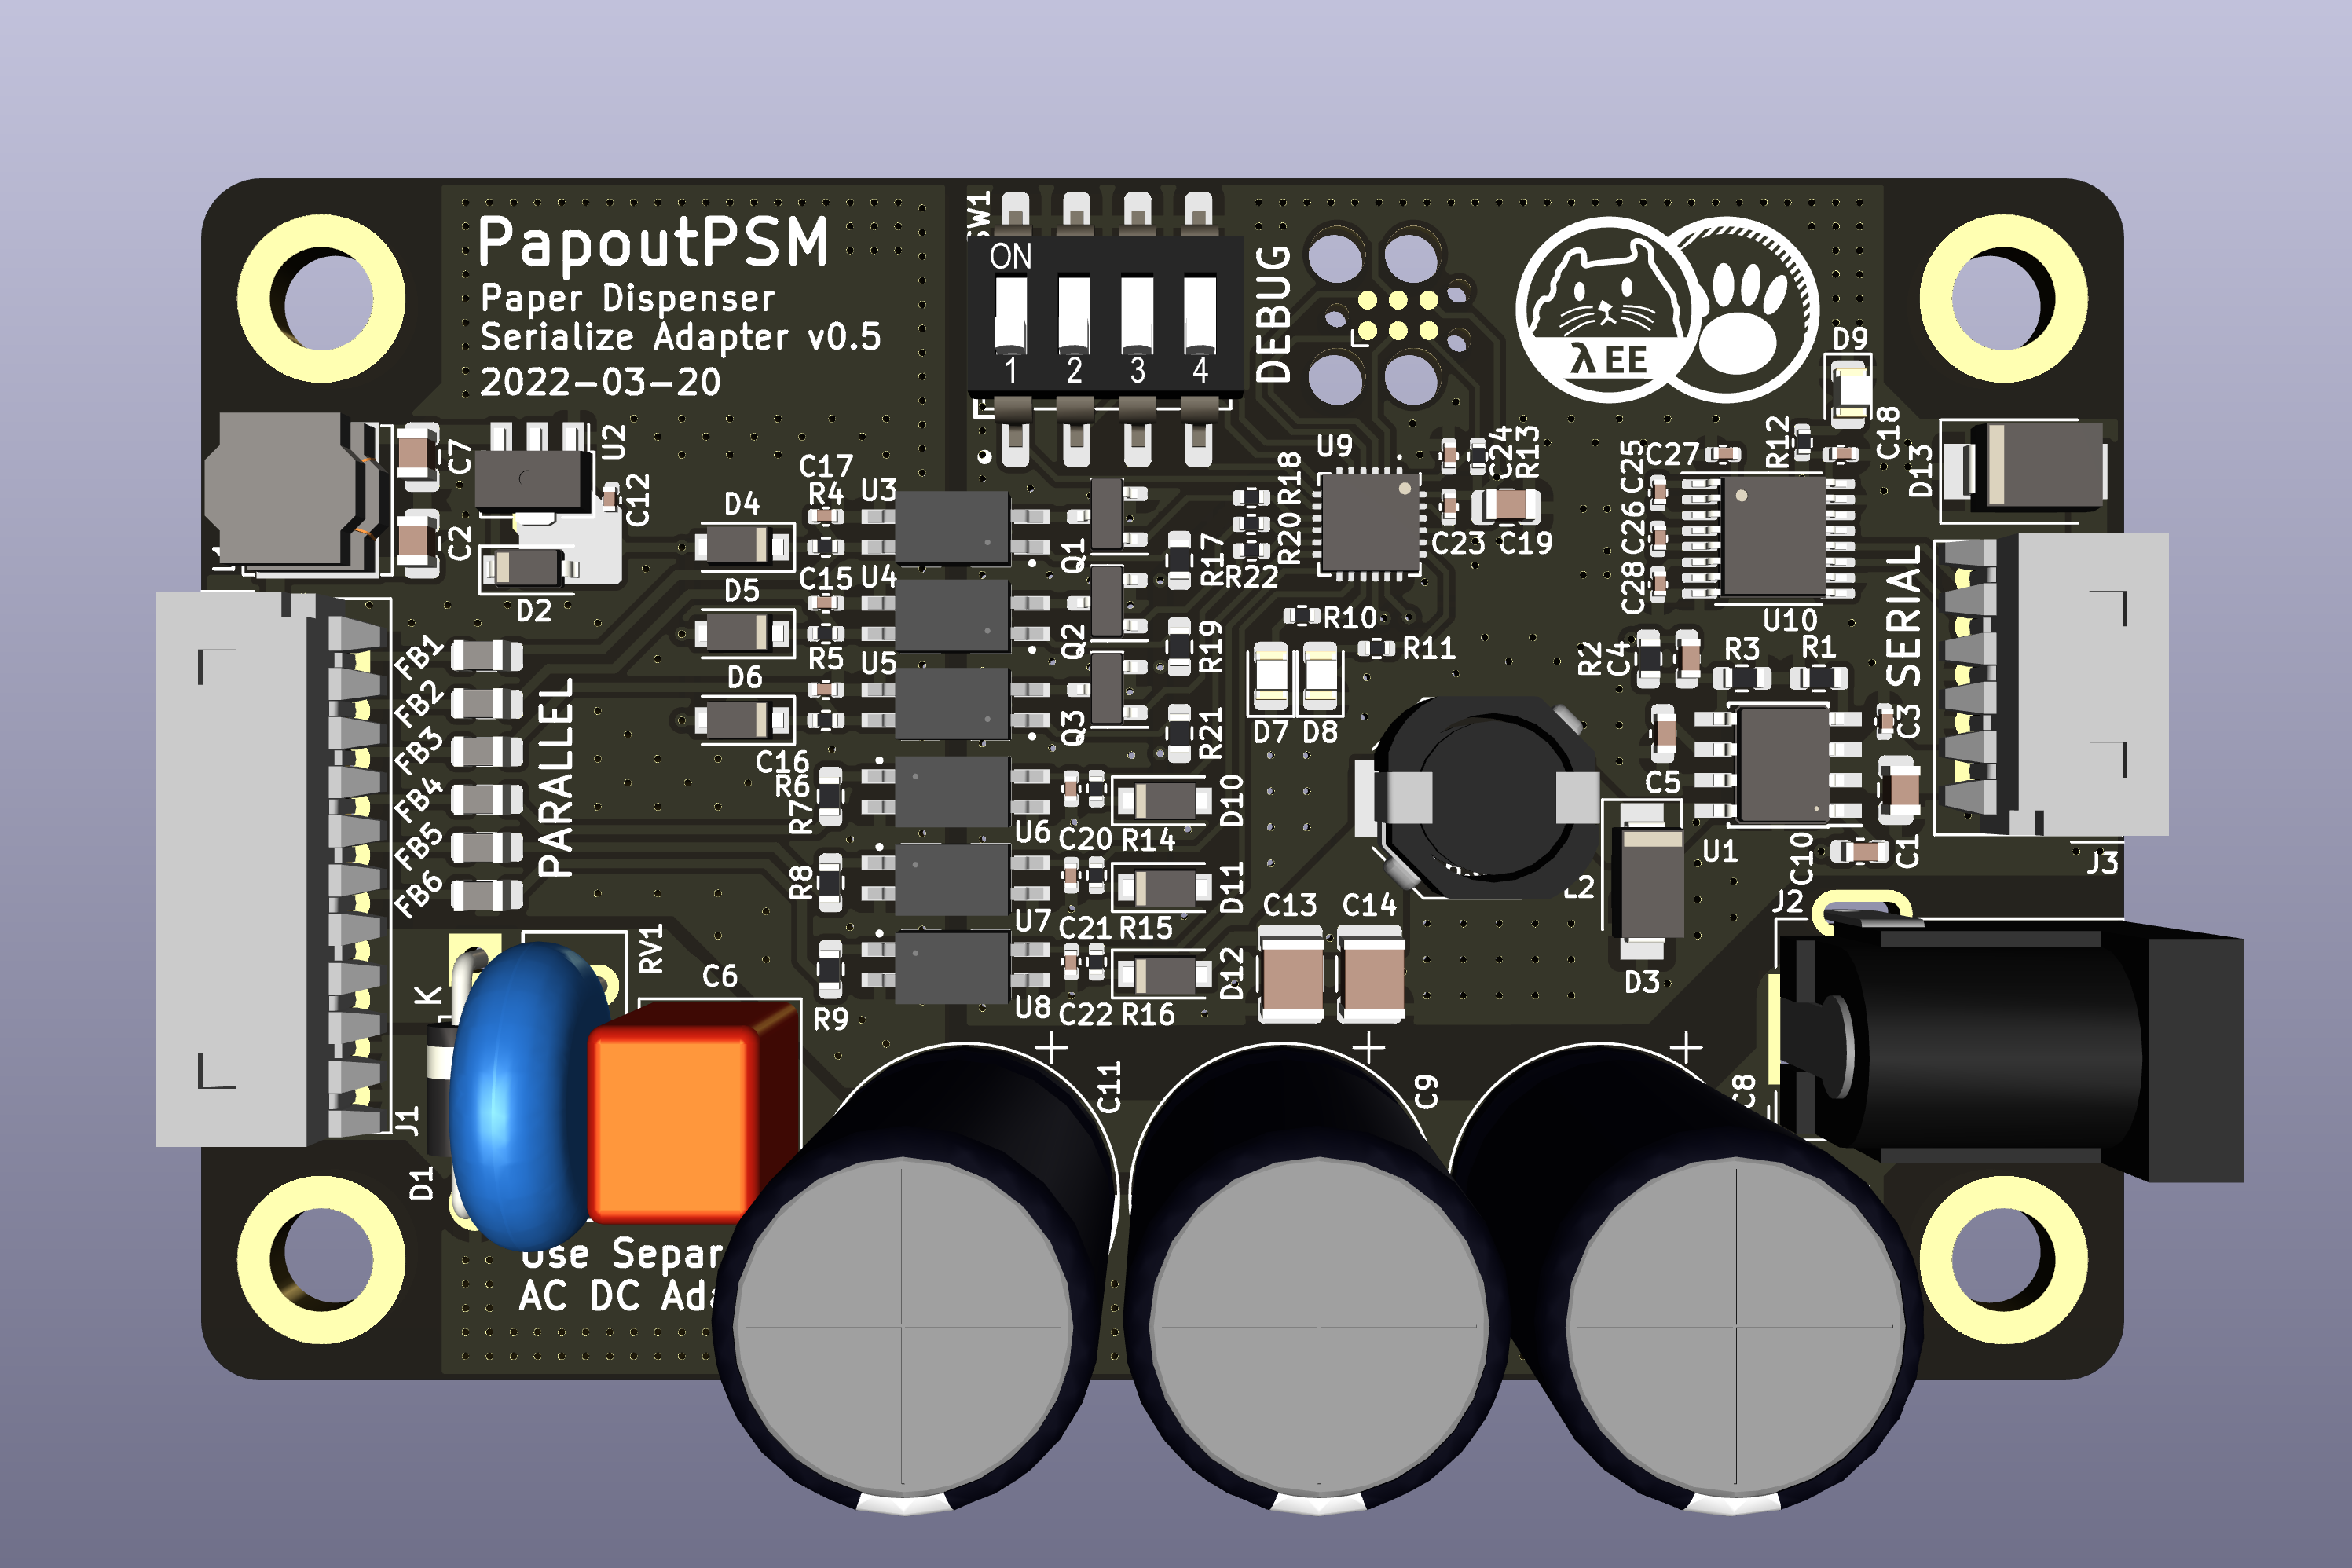 PapoutPSM
Paper Dispenser
Serialize Adapter v0.5
2022-03-20
SW1
ON
1 2 3 4
DEBUG
λ EE
D9
C18
R12
D13
C7
U2
C12
C2
D2
C17
R4
U3
D4
C15
U4
D5
R5
U5
D6
C16
R6
R7
R8
R9
Q1
Q2
Q3
R17
R19
R21
R18
R20
R22
U9
C24
R13
C23
C19
R10
R11
D7
D8
C25
C27
C26
C28
U10
R2
C4
R3
R1
SERIAL
C3
C5
U1
C10
C1
J3
J2
FB1
FB2
FB3
FB4
FB5
FB6
PARALLEL
U6
C20
R14
D10
U7
C21
R15
D11
U8
C22
R16
D12
C13
C14
L2
D3
RV1
C6
K
J1
D1
C11
C9
C8
Use Separ
AC DC Ada